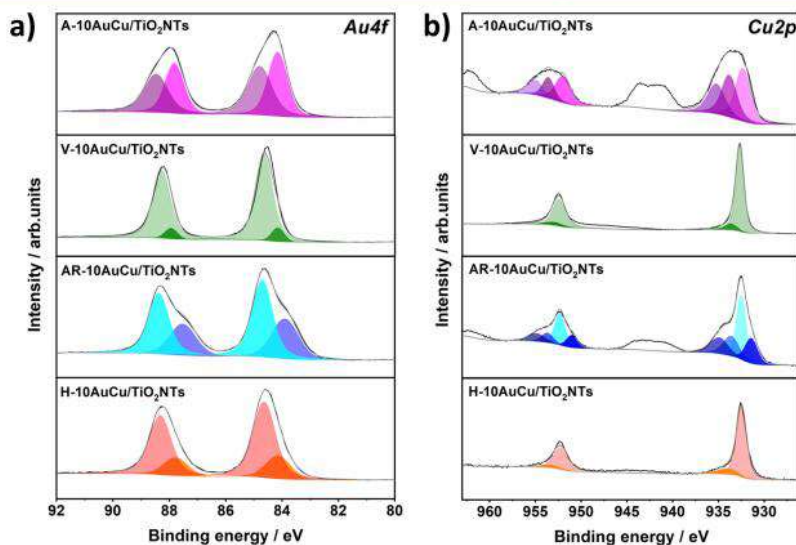 a)
Au4f
A-10AuCu/TiO₂NTs
V-10AuCu/TiO₂NTs
AR-10AuCu/TiO₂NTs
H-10AuCu/TiO₂NTs
Intensity / arb.units
92 90 88 86 84 82 80
Binding energy / eV
b)
Cu2p
A-10AuCu/TiO₂NTs
V-10AuCu/TiO₂NTs
AR-10AuCu/TiO₂NTs
H-10AuCu/TiO₂NTs
Intensity / arb.units
960 955 950 945 940 935 930
Binding energy / eV